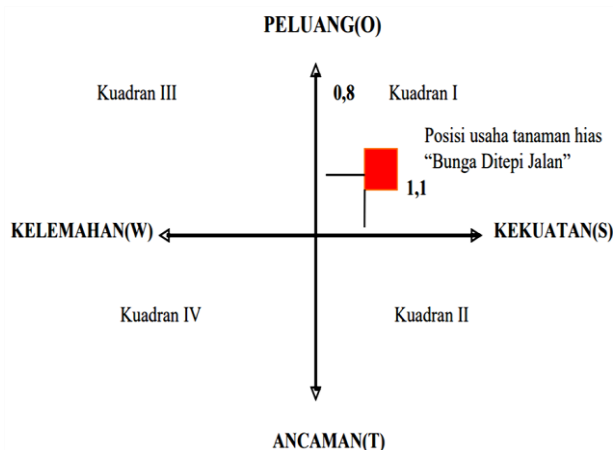 PELUANG(O)
Kuadran III
0,8
Kuadran I
Posisi usaha tanaman hias
“Bunga Ditepi Jalan”
1,1
KELEMAHAN(W)
KEKUATAN(S)
Kuadran IV
Kuadran II
ANCAMAN(T)